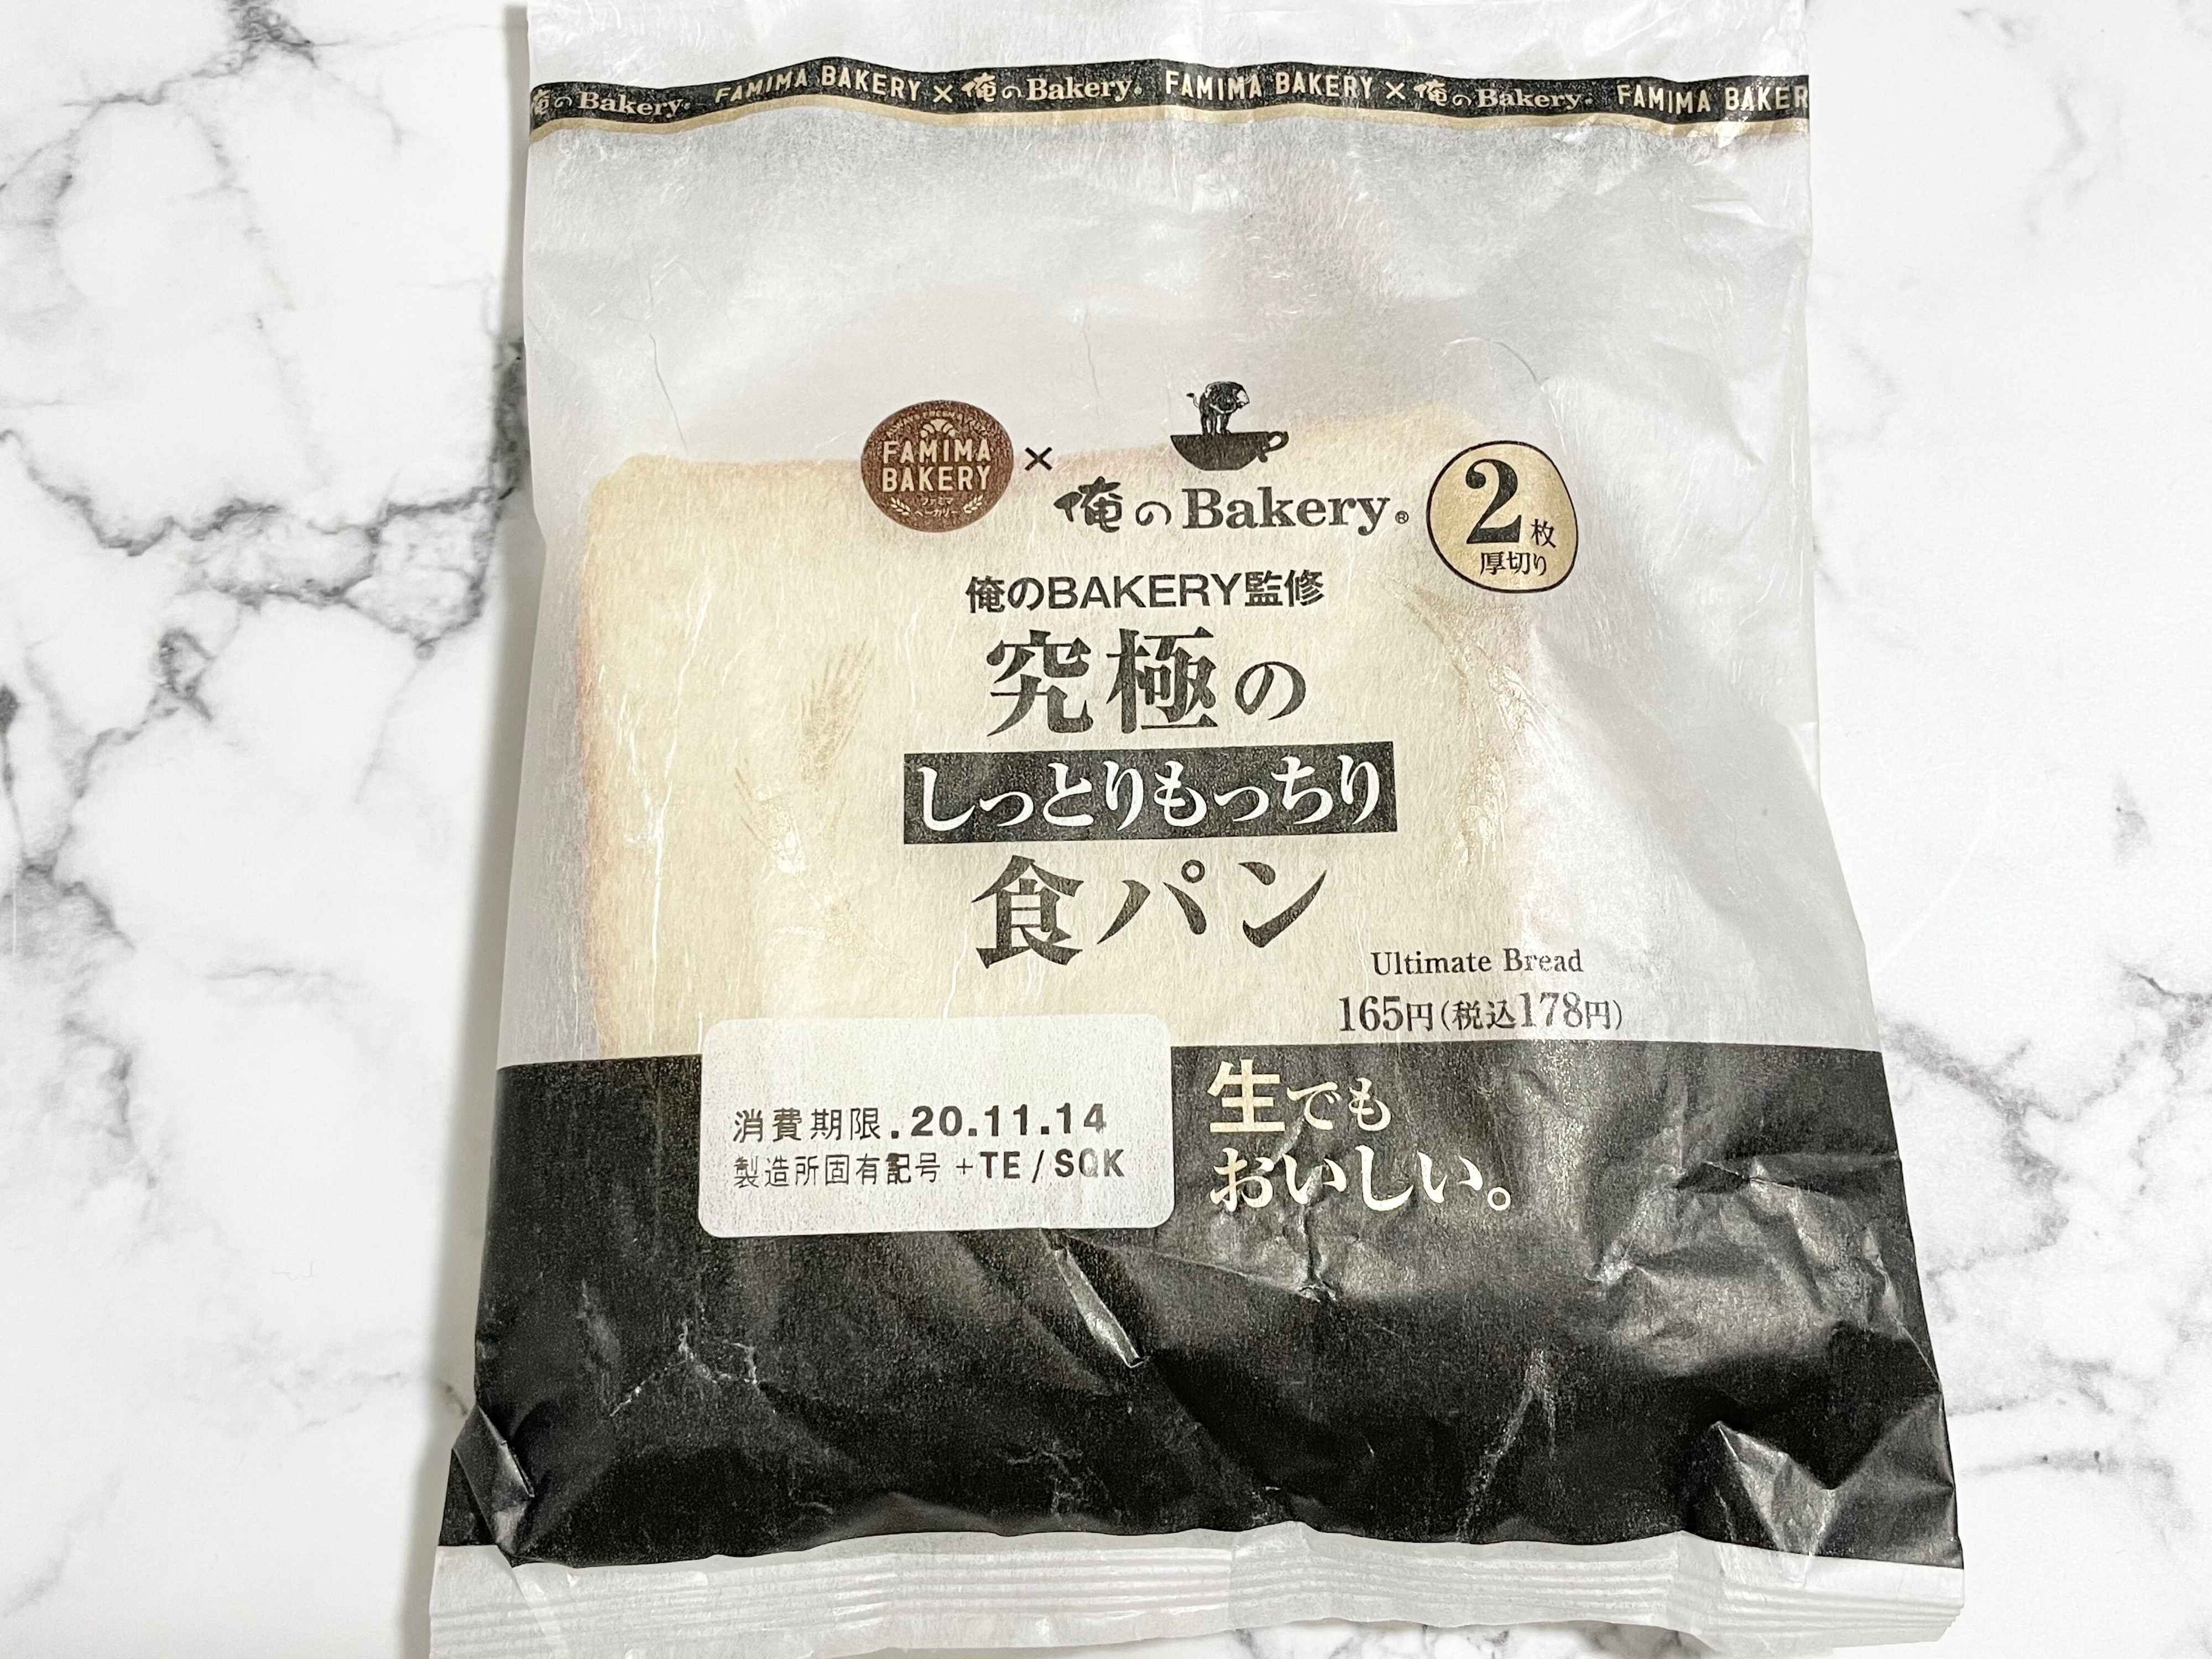 俺のBakery® FAMIMA BAKERY × 俺のBakery® FAMIMA BAKERY × 俺のBakery® FAMIMA BAKER
FAMIMA
BAKERY
ファミマ
ベーカリー
×
俺のBakery®
2枚
厚切り
俺のBAKERY監修
究極の
しっとりもっちり
食パン
Ultimate Bread
165円(税込178円)
生でも
おいしい。
消費期限.20.11.14
製造所固有記号 +TE/SQK